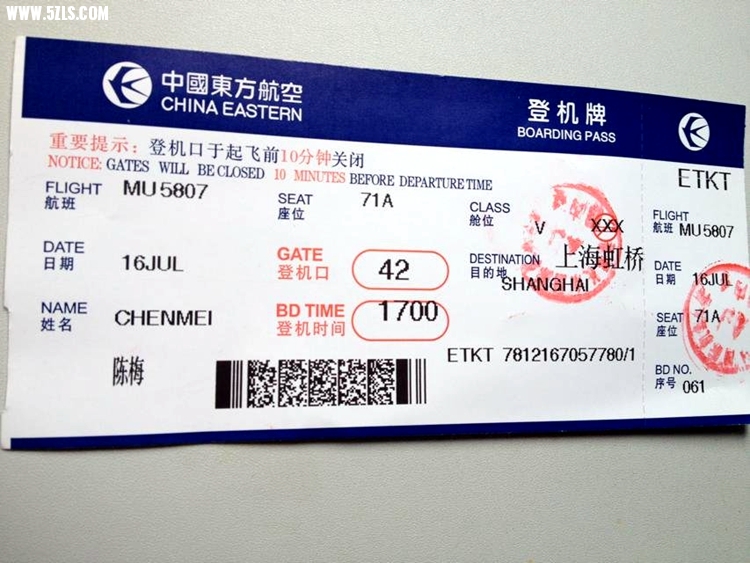 WWW.5ZLS.COM
中國東方航空
CHINA EASTERN
登机牌
BOARDING PASS
重要提示：登机口于起飞前10分钟关闭
NOTICE: GATES WILL BE CLOSED 10 MINUTES BEFORE DEPARTURE TIME
ETKT
FLIGHT
航班
MU5807
SEAT
座位
71A
CLASS
舱位
V
XXX
FLIGHT
航班 MU5807
DATE
日期
16JUL
GATE
登机口
42
DESTINATION
目的地
上海虹桥
SHANGHAI
DATE
日期
16JUL
NAME
姓名
CHENMEI
BD TIME
登机时间
1700
SEAT
座位
71A
陈梅
ETKT 7812167057780/1
BD NO.
序号 061